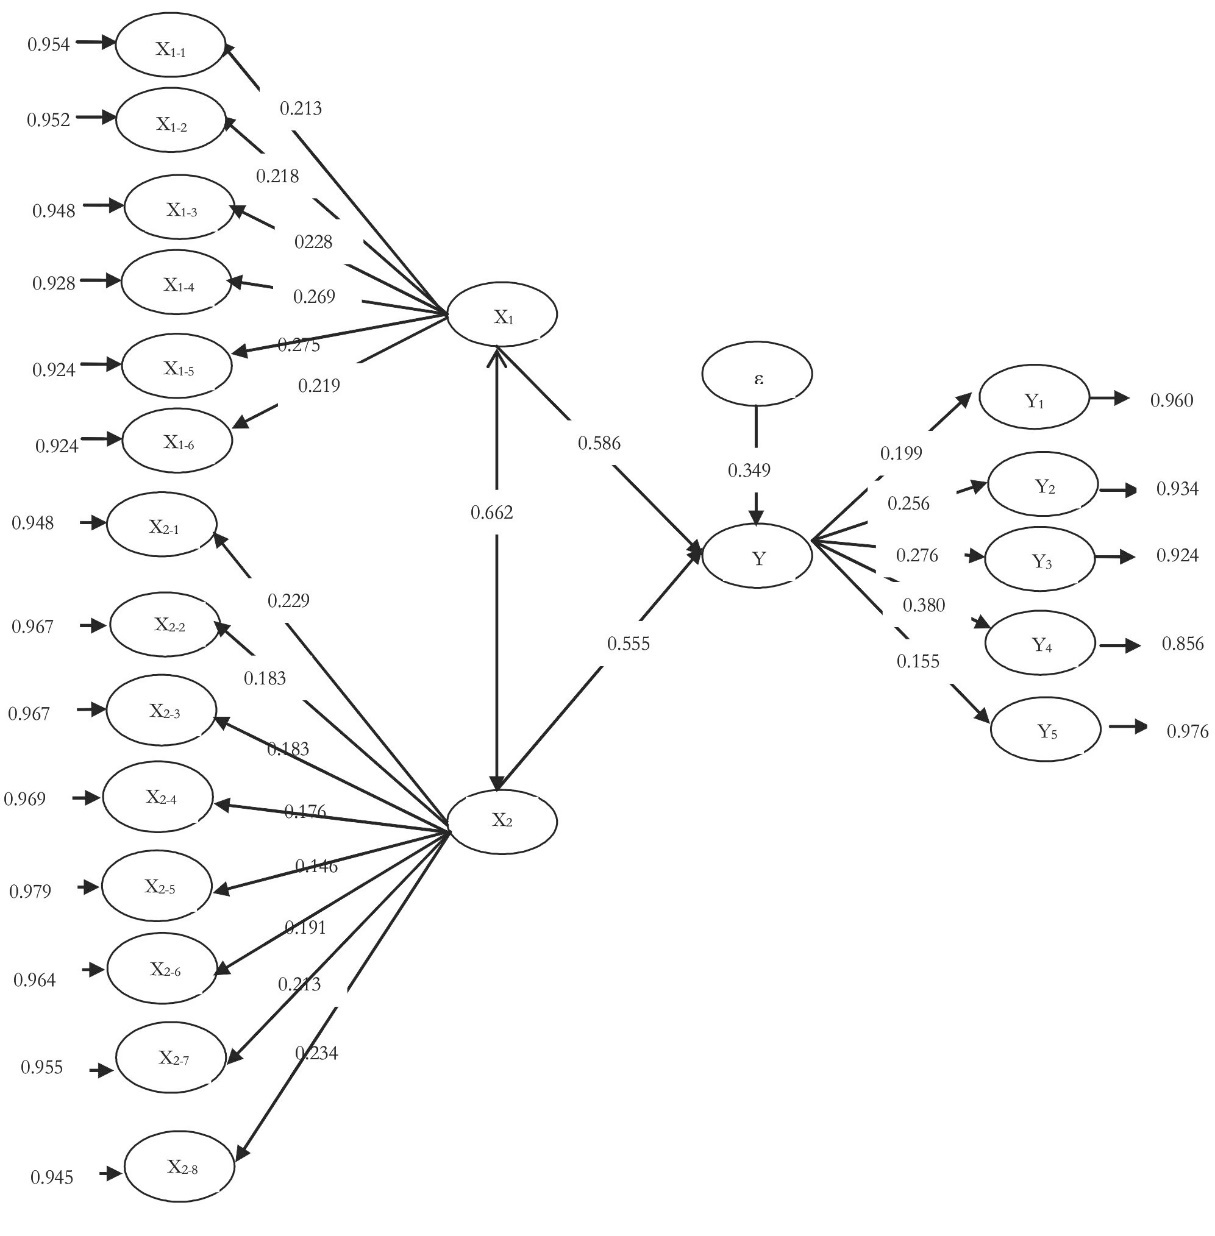 0.954
X1-1
0.213
0.952
X1-2
0.218
0.948
X1-3
0228
0.928
X1-4
0.269
0.924
X1-5
0.275
0.924
X1-6
0.219
X1
0.948
X2-1
0.229
0.967
X2-2
0.183
0.967
X2-3
0.183
0.969
X2-4
0.176
0.979
X2-5
0.146
0.964
X2-6
0.191
0.955
X2-7
0.213
0.945
X2-8
0.234
X2
0.662
0.586
0.555
ε
0.349
Y
0.199
Y1
0.960
0.256
Y2
0.934
0.276
Y3
0.924
0.380
Y4
0.856
0.155
Y5
0.976